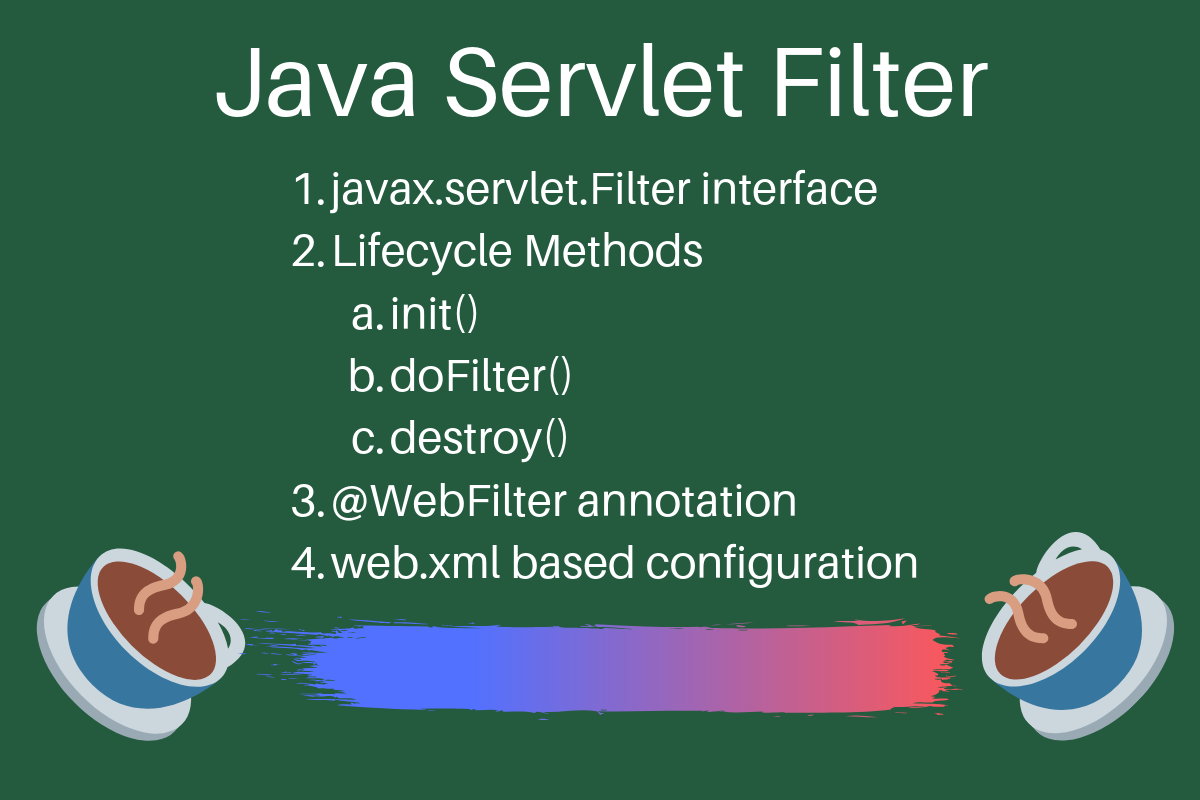 Java Servlet Filter
1. javax.servlet.Filter interface
2. Lifecycle Methods
a. init()
b. doFilter()
c. destroy()
3. @WebFilter annotation
4. web.xml based configuration